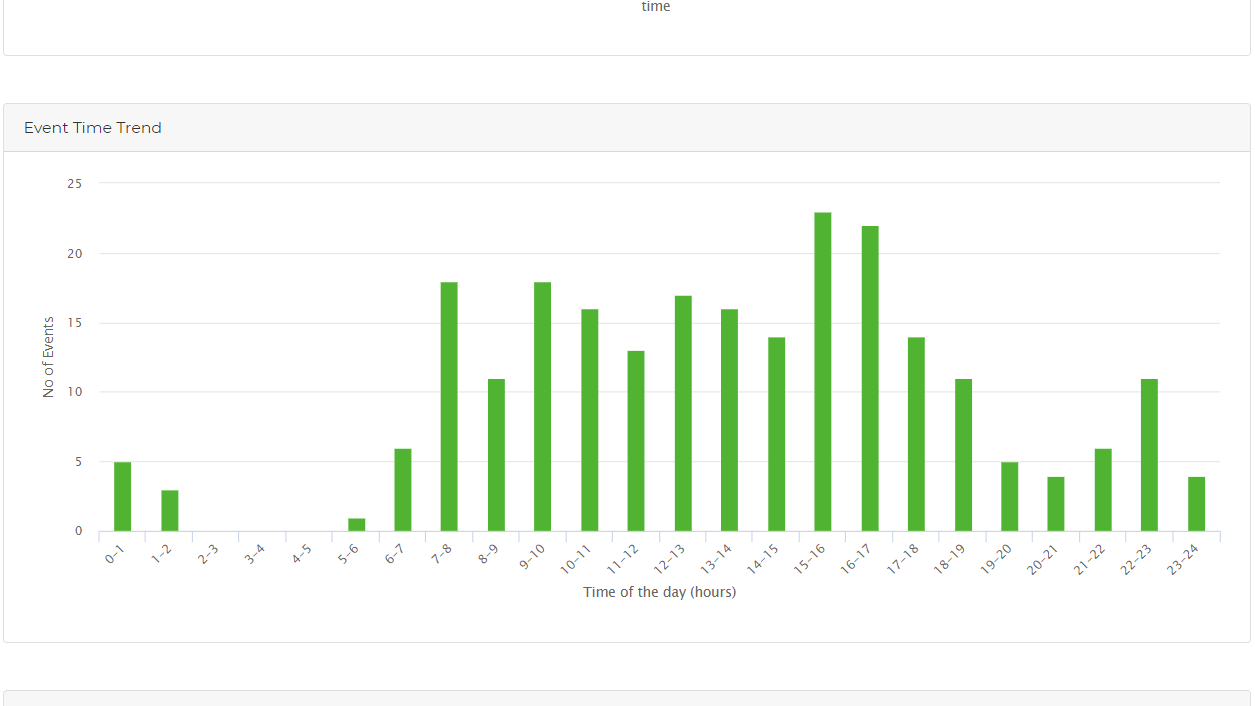 time
Event Time Trend
25
20
15
10
5
0
No of Events
0-1 1-2 2-3 3-4 4-5 5-6 6-7 7-8 8-9 9-10 10-11 11-12 12-13 13-14 14-15 15-16 16-17 17-18 18-19 19-20 20-21 21-22 22-23 23-24
Time of the day (hours)